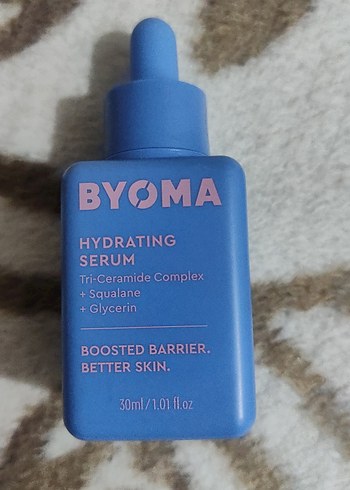 BYOMA
HYDRATING
SERUM
Tri-Ceramide Complex
+ Squalane
+ Glycerin
BOOSTED BARRIER.
BETTER SKIN.
30ml/1.01 fl.oz